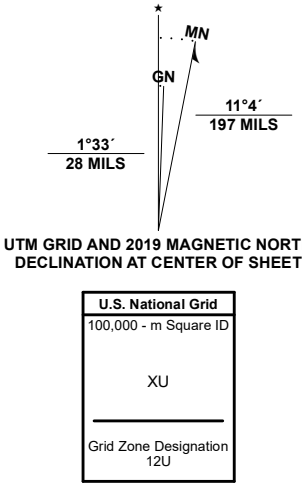 ★
MN
GN
11°4´
197 MILS
1°33´
28 MILS
UTM GRID AND 2019 MAGNETIC NORT
DECLINATION AT CENTER OF SHEET
U.S. National Grid
100,000 - m Square ID
XU
Grid Zone Designation
12U